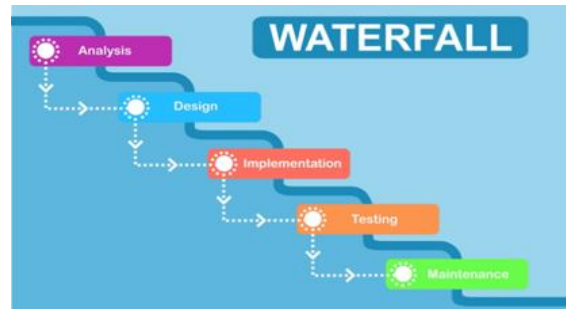 WATERFALL
Analysis
Design
Implementation
Testing
Maintenance